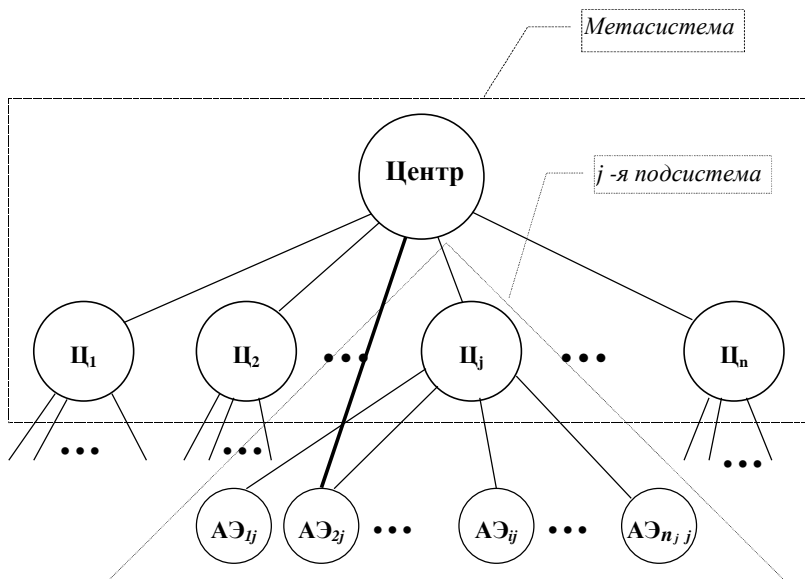 Метасистема
Центр
j -я подсистема
Ц1
Ц2
•••
Цj
•••
Цn
•••
•••
•••
АЭ1j
АЭ2j
•••
АЭij
•••
АЭnj j